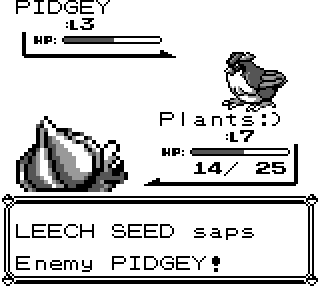 PIDGEY
:L3
HP:
Plants:)
:L7
HP:
14/ 25
LEECH SEED saps
Enemy PIDGEY!